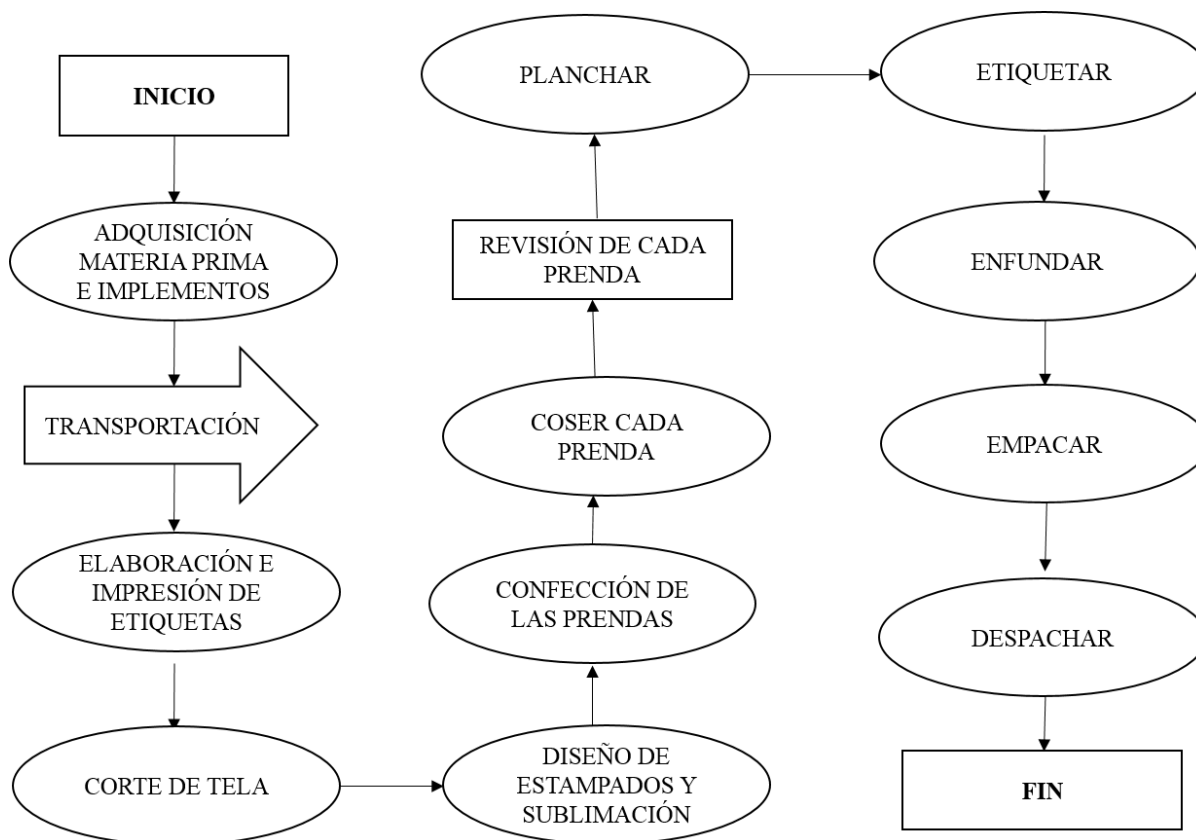 INICIO
ADQUISICIÓN
MATERIA PRIMA
E IMPLEMENTOS
TRANSPORTACIÓN
ELABORACIÓN E
IMPRESIÓN DE
ETIQUETAS
CORTE DE TELA
DISEÑO DE
ESTAMPADOS Y
SUBLIMACIÓN
CONFECCIÓN DE
LAS PRENDAS
COSER CADA
PRENDA
REVISIÓN DE CADA
PRENDA
PLANCHAR
ETIQUETAR
ENFUNDAR
EMPACAR
DESPACHAR
FIN